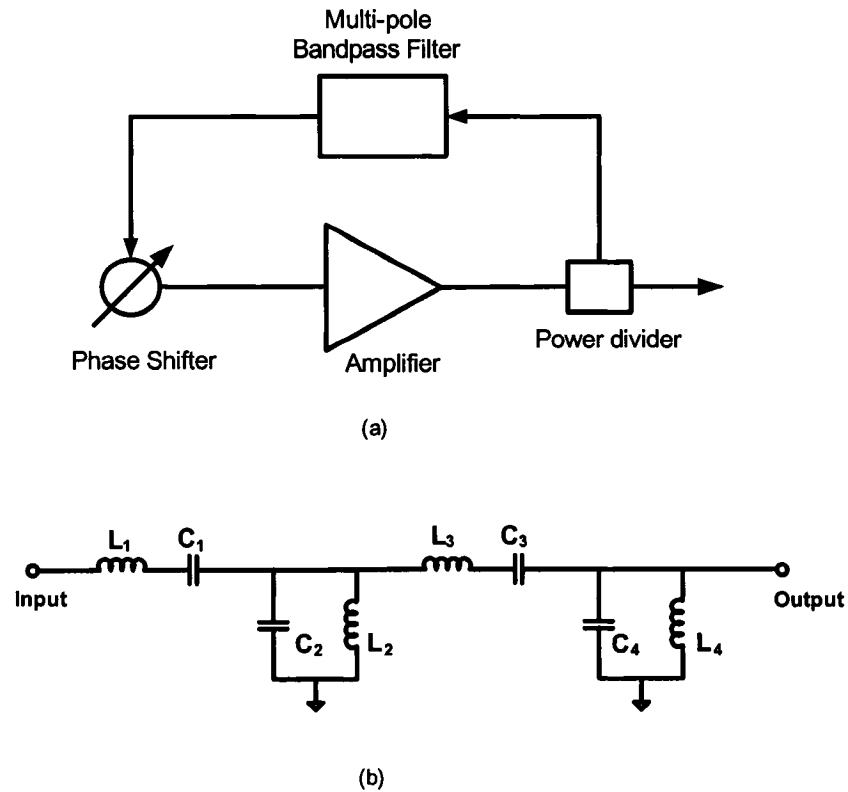 Multi-pole
Bandpass Filter
Phase Shifter
Amplifier
Power divider
(a)
L1
C1
L3
C3
Input
Output
C2
L2
C4
L4
(b)